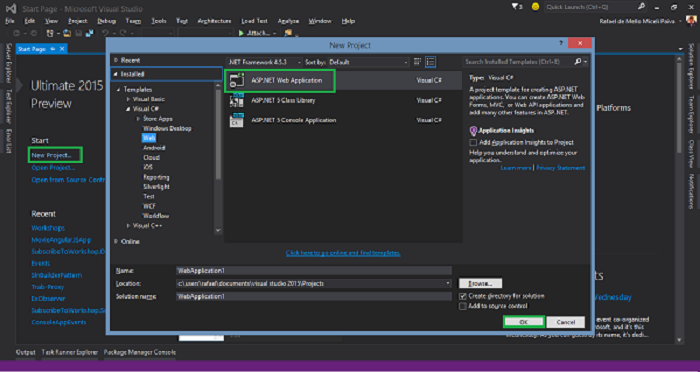 Start Page - Microsoft Visual Studio
Quick Launch (Ctrl+Q)
File Edit View Project Debug Team Tools Test Architecture Load Test Analyze Window Help
Rafael de Mello Miceli Paiva
Attach...
Start Page
Server Explorer
Test Explorer
Error List
Ultimate 2015
Preview
Start
New Project...
Open Project...
Open from Source Contr
Recent
Workshops
MovieAngularJSApp
SubscribeToWorkshop.D
Events
SimBuilderPattern
Trab-Proxy
ExObserver
SubscribeToWorkshop.S
ConsoleAppEvents
New Project
Recent
Installed
Templates
Visual Basic
Visual C#
Store Apps
Windows Desktop
Web
Android
Cloud
iOS
Reporting
Silverlight
Test
WCF
Workflow
Visual C++
Online
.NET Framework 4.5.3
Sort by: Default
ASP.NET Web Application Visual C#
ASP.NET 5 Class Library Visual C#
ASP.NET 5 Console Application Visual C#
Click here to go online and find templates.
Search Installed Templates (Ctrl+E)
Type: Visual C#
A project template for creating ASP.NET
applications. You can create ASP.NET Web
Forms, MVC, or Web API applications and
add many other features in ASP.NET.
Application Insights
Add Application Insights to Project
Help you understand and optimize your
application.
Learn more | Privacy Statement
Name: WebApplication1
Location: c:\users\rafael\documents\visual studio 2015\Projects
Browse...
Solution name: WebApplication1
Create directory for solution
Add to source control
OK
Cancel
Platforms
ts
Wednesday
event co-organized
Solution Explorer
Team Explorer
Class View
Notifications
Output Task Runner Explorer Package Manager Console